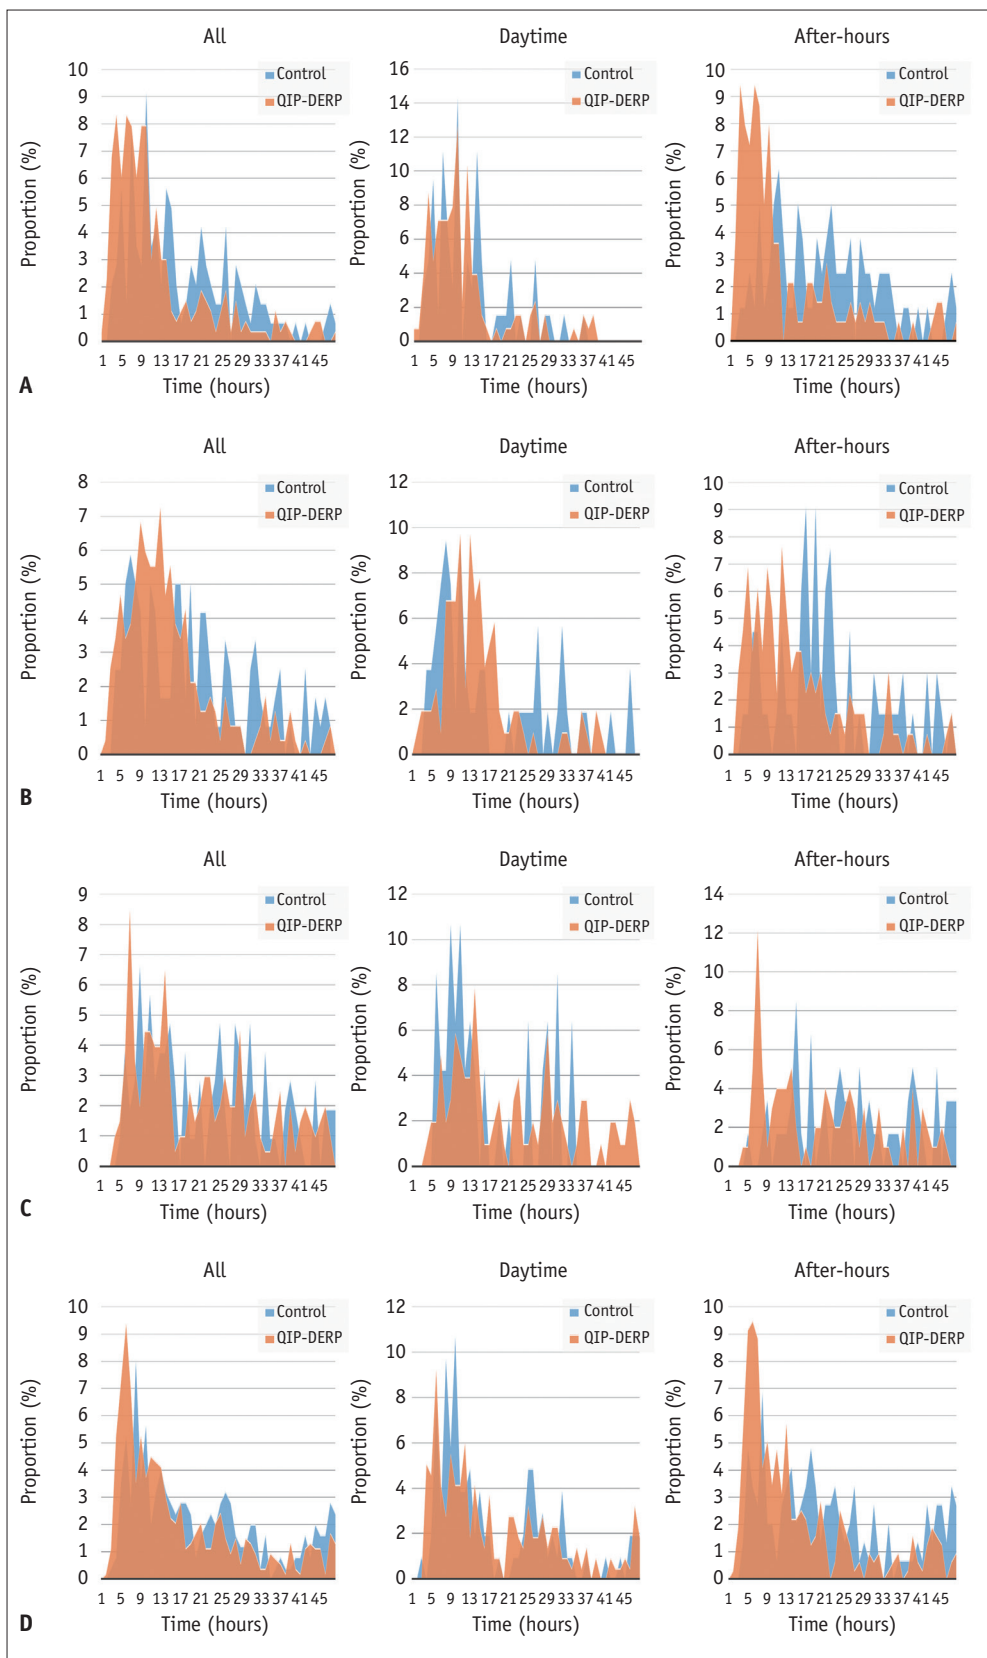 All
Daytime
After-hours
Proportion (%)
10
9
8
7
6
5
4
3
2
1
0
Control
QIP-DERP
1 5 9 13 17 21 25 29 33 37 41 45
Time (hours)
Proportion (%)
16
14
12
10
8
6
4
2
0
Control
QIP-DERP
1 5 9 13 17 21 25 29 33 37 41 45
Time (hours)
Proportion (%)
10
9
8
7
6
5
4
3
2
1
0
Control
QIP-DERP
1 5 9 13 17 21 25 29 33 37 41 45
Time (hours)
A
All
Daytime
After-hours
Proportion (%)
8
7
6
5
4
3
2
1
0
Control
QIP-DERP
1 5 9 13 17 21 25 29 33 37 41 45
Time (hours)
Proportion (%)
12
10
8
6
4
2
0
Control
QIP-DERP
1 5 9 13 17 21 25 29 33 37 41 45
Time (hours)
Proportion (%)
10
9
8
7
6
5
4
3
2
1
0
Control
QIP-DERP
1 5 9 13 17 21 25 29 33 37 41 45
Time (hours)
B
All
Daytime
After-hours
Proportion (%)
9
8
7
6
5
4
3
2
1
0
Control
QIP-DERP
1 5 9 13 17 21 25 29 33 37 41 45
Time (hours)
Proportion (%)
12
10
8
6
4
2
0
Control
QIP-DERP
1 5 9 13 17 21 25 29 33 37 41 45
Time (hours)
Proportion (%)
14
12
10
8
6
4
2
0
Control
QIP-DERP
1 5 9 13 17 21 25 29 33 37 41 45
Time (hours)
C
All
Daytime
After-hours
Proportion (%)
10
9
8
7
6
5
4
3
2
1
0
Control
QIP-DERP
1 5 9 13 17 21 25 29 33 37 41 45
Time (hours)
Proportion (%)
12
10
8
6
4
2
0
Control
QIP-DERP
1 5 9 13 17 21 25 29 33 37 41 45
Time (hours)
Proportion (%)
10
9
8
7
6
5
4
3
2
1
0
Control
QIP-DERP
1 5 9 13 17 21 25 29 33 37 41 45
Time (hours)
D